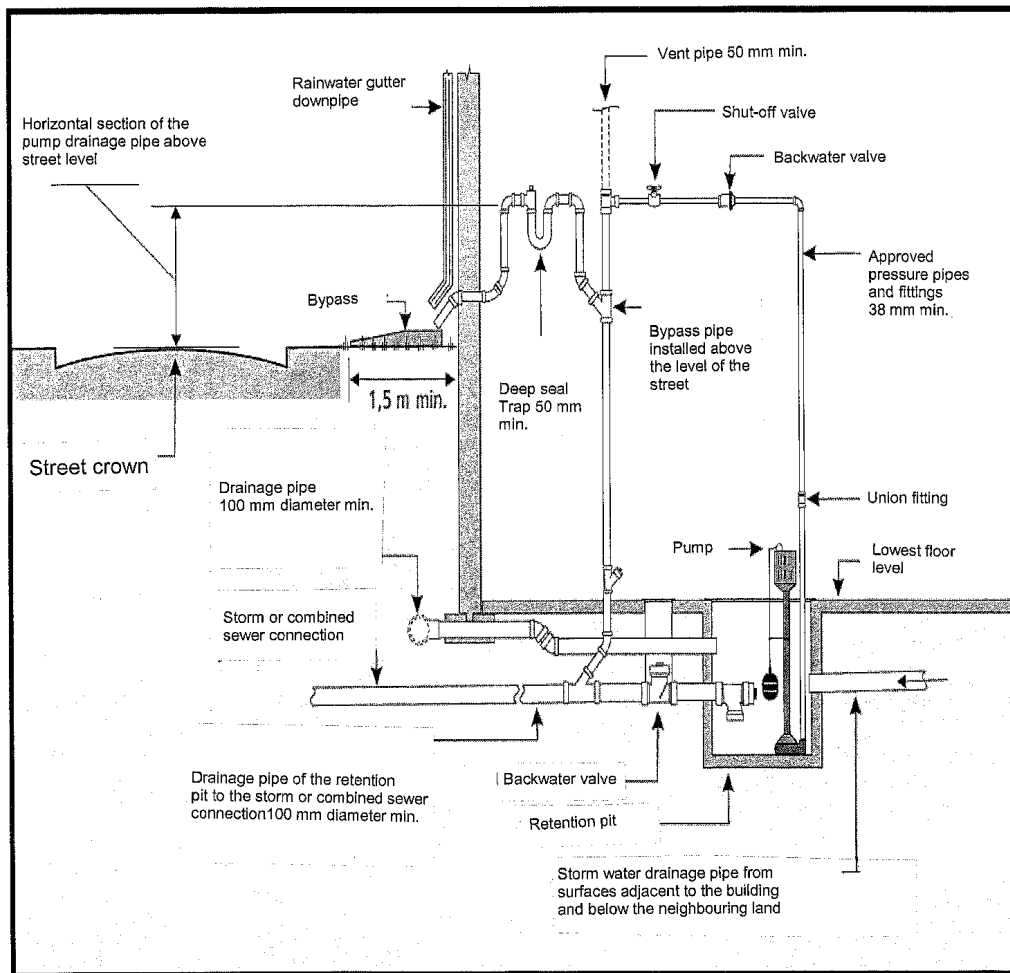 Vent pipe 50 mm min.
Rainwater gutter
downpipe
Shut-off valve
Horizontal section of the
pump drainage pipe above
street level
Backwater valve
Approved
pressure pipes
and fittings
38 mm min.
Bypass
Bypass pipe
installed above
the level of the
street
1,5 m min.
Deep seal
Trap 50 mm
min.
Street crown
Drainage pipe
100 mm diameter min.
Union fitting
Pump
Lowest floor
level
Storm or combined
sewer connection
Drainage pipe of the retention
pit to the storm or combined sewer
connection100 mm diameter min.
Backwater valve
Retention pit
Storm water drainage pipe from
surfaces adjacent to the building
and below the neighbouring land